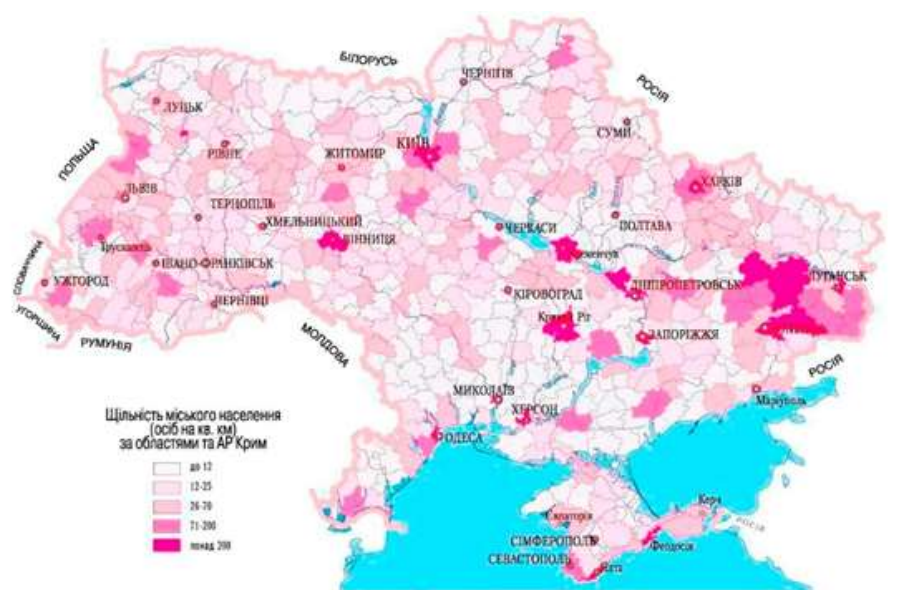 БІЛОРУСЬ
ЧЕРНІГІВ
РОСІЯ
ЛУЦЬК
СУМИ
КИЇВ
РІВНЕ
ЖИТОМИР
ПОЛЬЩА
ХАРКІВ
ЛЬВІВ
ТЕРНОПІЛЬ
ХМЕЛЬНИЦЬКИЙ
ЧЕРКАСИ
ПОЛТАВА
ВІННИЦЯ
Трускавець
СЛОВАЧЧИНА
ІВАНО-ФРАНКІВСЬК
ЛУГАНСЬК
УЖГОРОД
ДНІПРОПЕТРОВСЬК
ЧЕРНІВЦІ
КІРОВОГРАД
УГОРЩИНА
РУМУНІЯ
МОЛДОВА
Кривий Ріг
ЗАПОРІЖЖЯ
РОСІЯ
МИКОЛАЇВ
Маріуполь
ХЕРСОН
ОДЕСА
Щільність міського населення
(осіб на кв. км)
за областями та АР Крим
до 12
12-25
26-70
71-200
понад 200
Керч
РОСІЯ
Євпаторія
СІМФЕРОПОЛЬ
Феодосія
СЕВАСТОПОЛЬ
Ялта